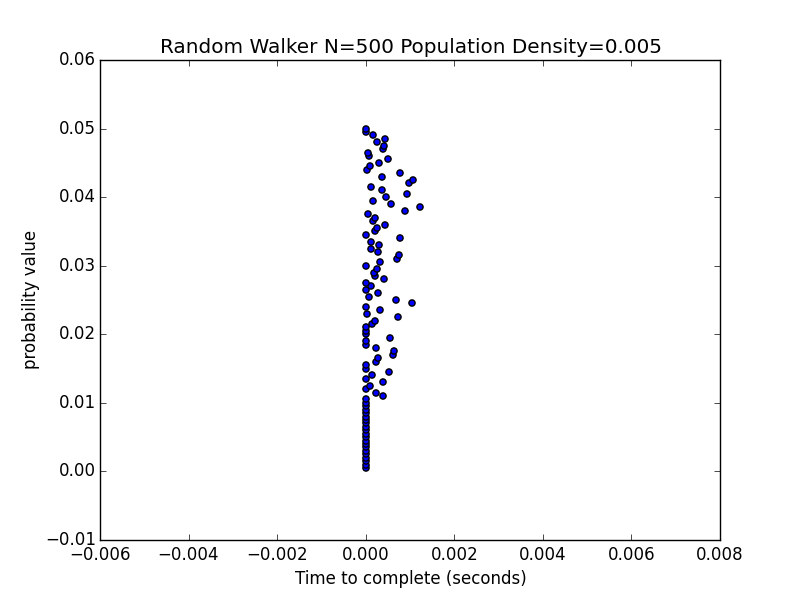 Random Walker N=500 Population Density=0.005
0.06
0.05
0.04
0.03
0.02
0.01
0.00
−0.01
probability value
−0.006 −0.004 −0.002 0.000 0.002 0.004 0.006 0.008
Time to complete (seconds)